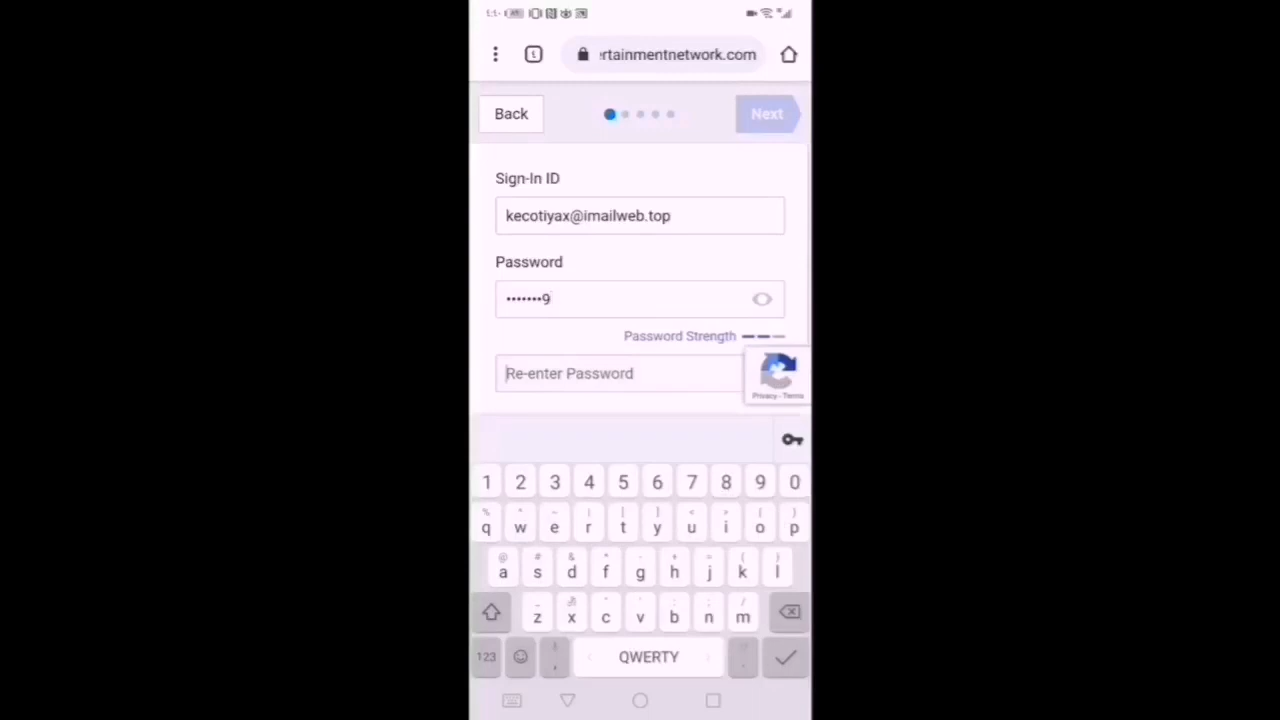 rtainmentnetwork.com
Back
Next
Sign-In ID
kecotiyax@imailweb.top
Password
•••••••9
Password Strength
Re-enter Password
Privacy - Terms
1 2 3 4 5 6 7 8 9 0
q w e r t y u i o p
a s d f g h j k l
z x c v b n m
123 QWERTY